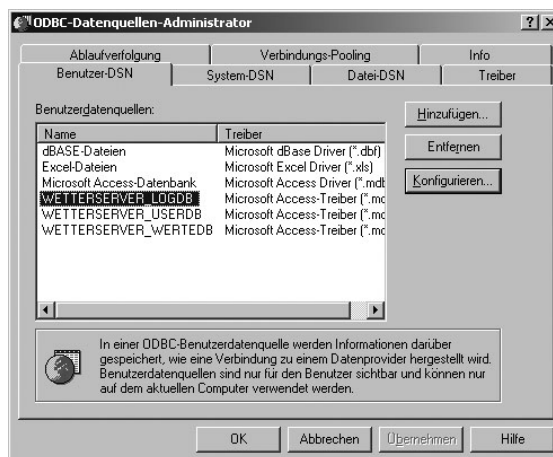 ODBC-Datenquellen-Administrator
Ablaufverfolgung Verbindungs-Pooling Info
Benutzer-DSN System-DSN Datei-DSN Treiber
Benutzerdatenquellen:
Name Treiber
dBASE-Dateien Microsoft dBase Driver (*.dbf)
Excel-Dateien Microsoft Excel Driver (*.xls)
Microsoft Access-Datenbank Microsoft Access Driver (*.mdb
WETTERSERVER_LOGDB Microsoft Access-Treiber (*.mc
WETTERSERVER_USERDB Microsoft Access-Treiber (*.mc
WETTERSERVER_WERTEDB Microsoft Access-Treiber (*.mc
Hinzufügen...
Entfernen
Konfigurieren...
In einer ODBC-Benutzerdatenquelle werden Informationen darüber
gespeichert, wie eine Verbindung zu einem Datenprovider hergestellt wird.
Benutzerdatenquellen sind nur für den Benutzer sichtbar und können nur
auf dem aktuellen Computer verwendet werden.
OK Abbrechen Übernehmen Hilfe